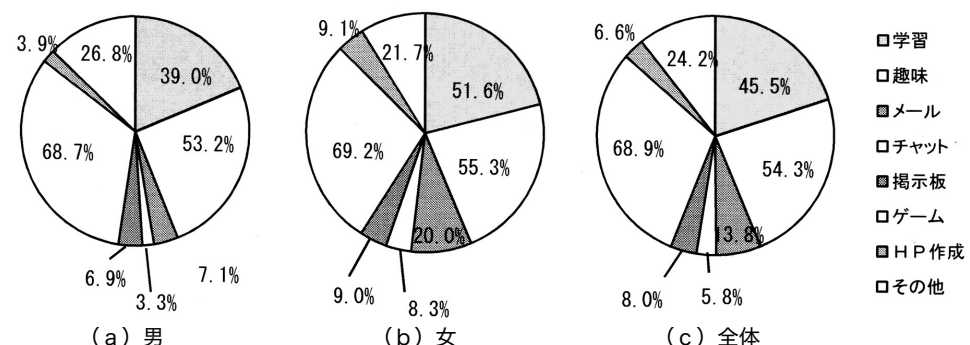 3.9%
26.8%
39.0%
53.2%
7.1%
3.3%
6.9%
68.7%
(a) 男
9.1%
21.7%
51.6%
55.3%
20.0%
8.3%
9.0%
69.2%
(b) 女
6.6%
24.2%
45.5%
54.3%
13.8%
5.8%
8.0%
68.9%
(c) 全体
学習
趣味
メール
チャット
掲示板
ゲーム
HP作成
その他